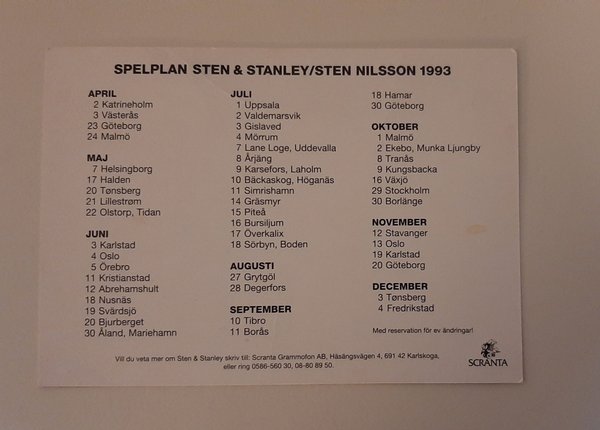 SPELPLAN STEN & STANLEY/STEN NILSSON 1993
APRIL
2 Katrineholm
3 Västerås
23 Göteborg
24 Malmö
MAJ
7 Helsingborg
17 Halden
20 Tønsberg
21 Lillestrøm
22 Olstorp, Tidan
JUNI
3 Karlstad
4 Oslo
5 Örebro
11 Kristianstad
12 Abrehamshult
18 Nusnäs
19 Svärdsjö
20 Bjurberget
30 Åland, Mariehamn
JULI
1 Uppsala
2 Valdemarsvik
3 Gislaved
4 Mörrum
7 Lane Loge, Uddevalla
8 Årjäng
9 Karsefors, Laholm
10 Bäckaskog, Höganäs
11 Simrishamn
14 Gräsmyr
15 Piteå
16 Bursiljum
17 Överkalix
18 Sörbyn, Boden
AUGUSTI
27 Grytgöl
28 Degerfors
SEPTEMBER
10 Tibro
11 Borås
18 Hamar
30 Göteborg
OKTOBER
1 Malmö
2 Ekebo, Munka Ljungby
8 Tranås
9 Kungsbacka
16 Växjö
29 Stockholm
30 Borlänge
NOVEMBER
12 Stavanger
13 Oslo
19 Karlstad
20 Göteborg
DECEMBER
3 Tønsberg
4 Fredrikstad
Med reservation för ev ändringar!
SCRANTA
Vill du veta mer om Sten & Stanley skriv till: Scranta Grammofon AB, Häsängsvägen 4, 691 42 Karlskoga,
eller ring 0586-560 30, 08-80 89 50.